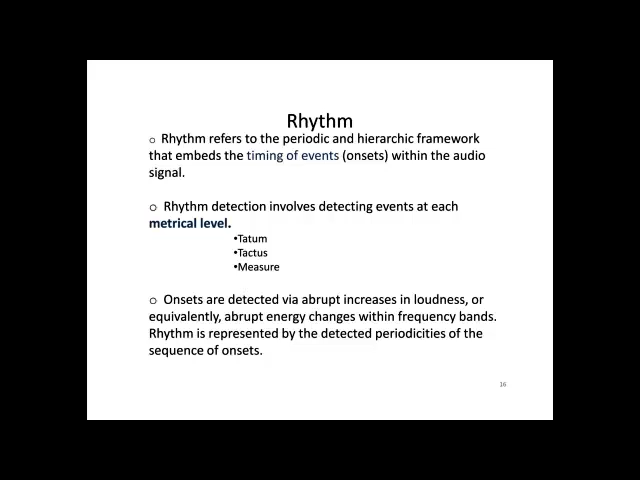 Rhythm
o Rhythm refers to the periodic and hierarchic framework
that embeds the timing of events (onsets) within the audio
signal.
o Rhythm detection involves detecting events at each
metrical level.
•Tatum
•Tactus
•Measure
o Onsets are detected via abrupt increases in loudness, or
equivalently, abrupt energy changes within frequency bands.
Rhythm is represented by the detected periodicities of the
sequence of onsets.
16